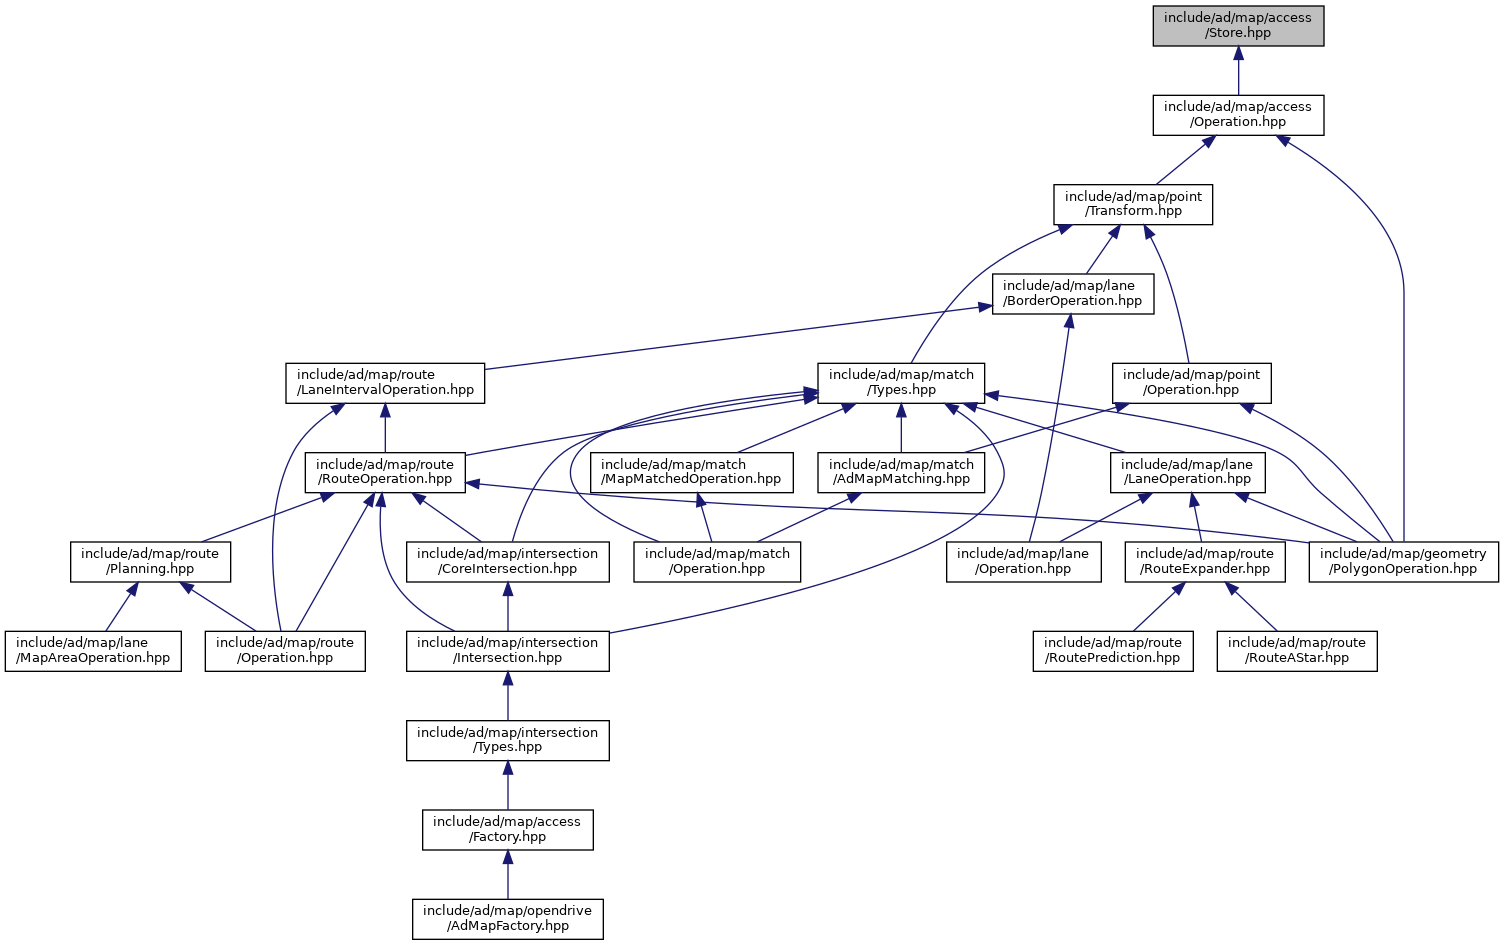 include/ad/map/access
/Store.hpp
include/ad/map/access
/Operation.hpp
include/ad/map/point
/Transform.hpp
include/ad/map/lane
/BorderOperation.hpp
include/ad/map/route
/LaneIntervalOperation.hpp
include/ad/map/match
/Types.hpp
include/ad/map/point
/Operation.hpp
include/ad/map/route
/RouteOperation.hpp
include/ad/map/match
/MapMatchedOperation.hpp
include/ad/map/match
/AdMapMatching.hpp
include/ad/map/lane
/LaneOperation.hpp
include/ad/map/route
/Planning.hpp
include/ad/map/intersection
/CoreIntersection.hpp
include/ad/map/match
/Operation.hpp
include/ad/map/lane
/Operation.hpp
include/ad/map/route
/RouteExpander.hpp
include/ad/map/geometry
/PolygonOperation.hpp
include/ad/map/lane
/MapAreaOperation.hpp
include/ad/map/route
/Operation.hpp
include/ad/map/intersection
/Intersection.hpp
include/ad/map/route
/RoutePrediction.hpp
include/ad/map/route
/RouteAStar.hpp
include/ad/map/intersection
/Types.hpp
include/ad/map/access
/Factory.hpp
include/ad/map/opendrive
/AdMapFactory.hpp